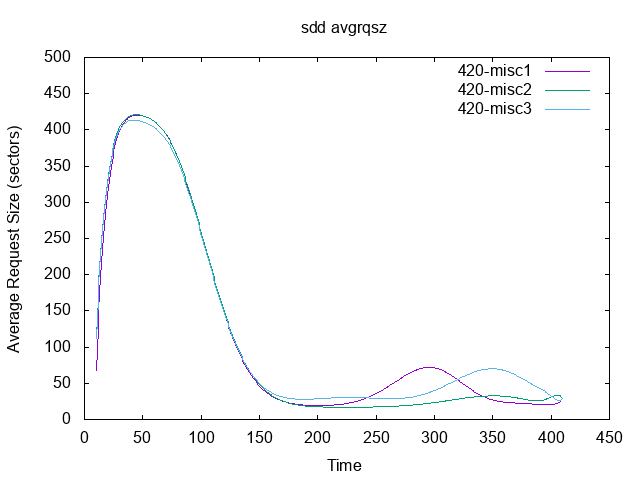 sdd avgrqsz
500
450
400
350
300
250
200
150
100
50
0
Average Request Size (sectors)
420-misc1
420-misc2
420-misc3
0 50 100 150 200 250 300 350 400 450
Time